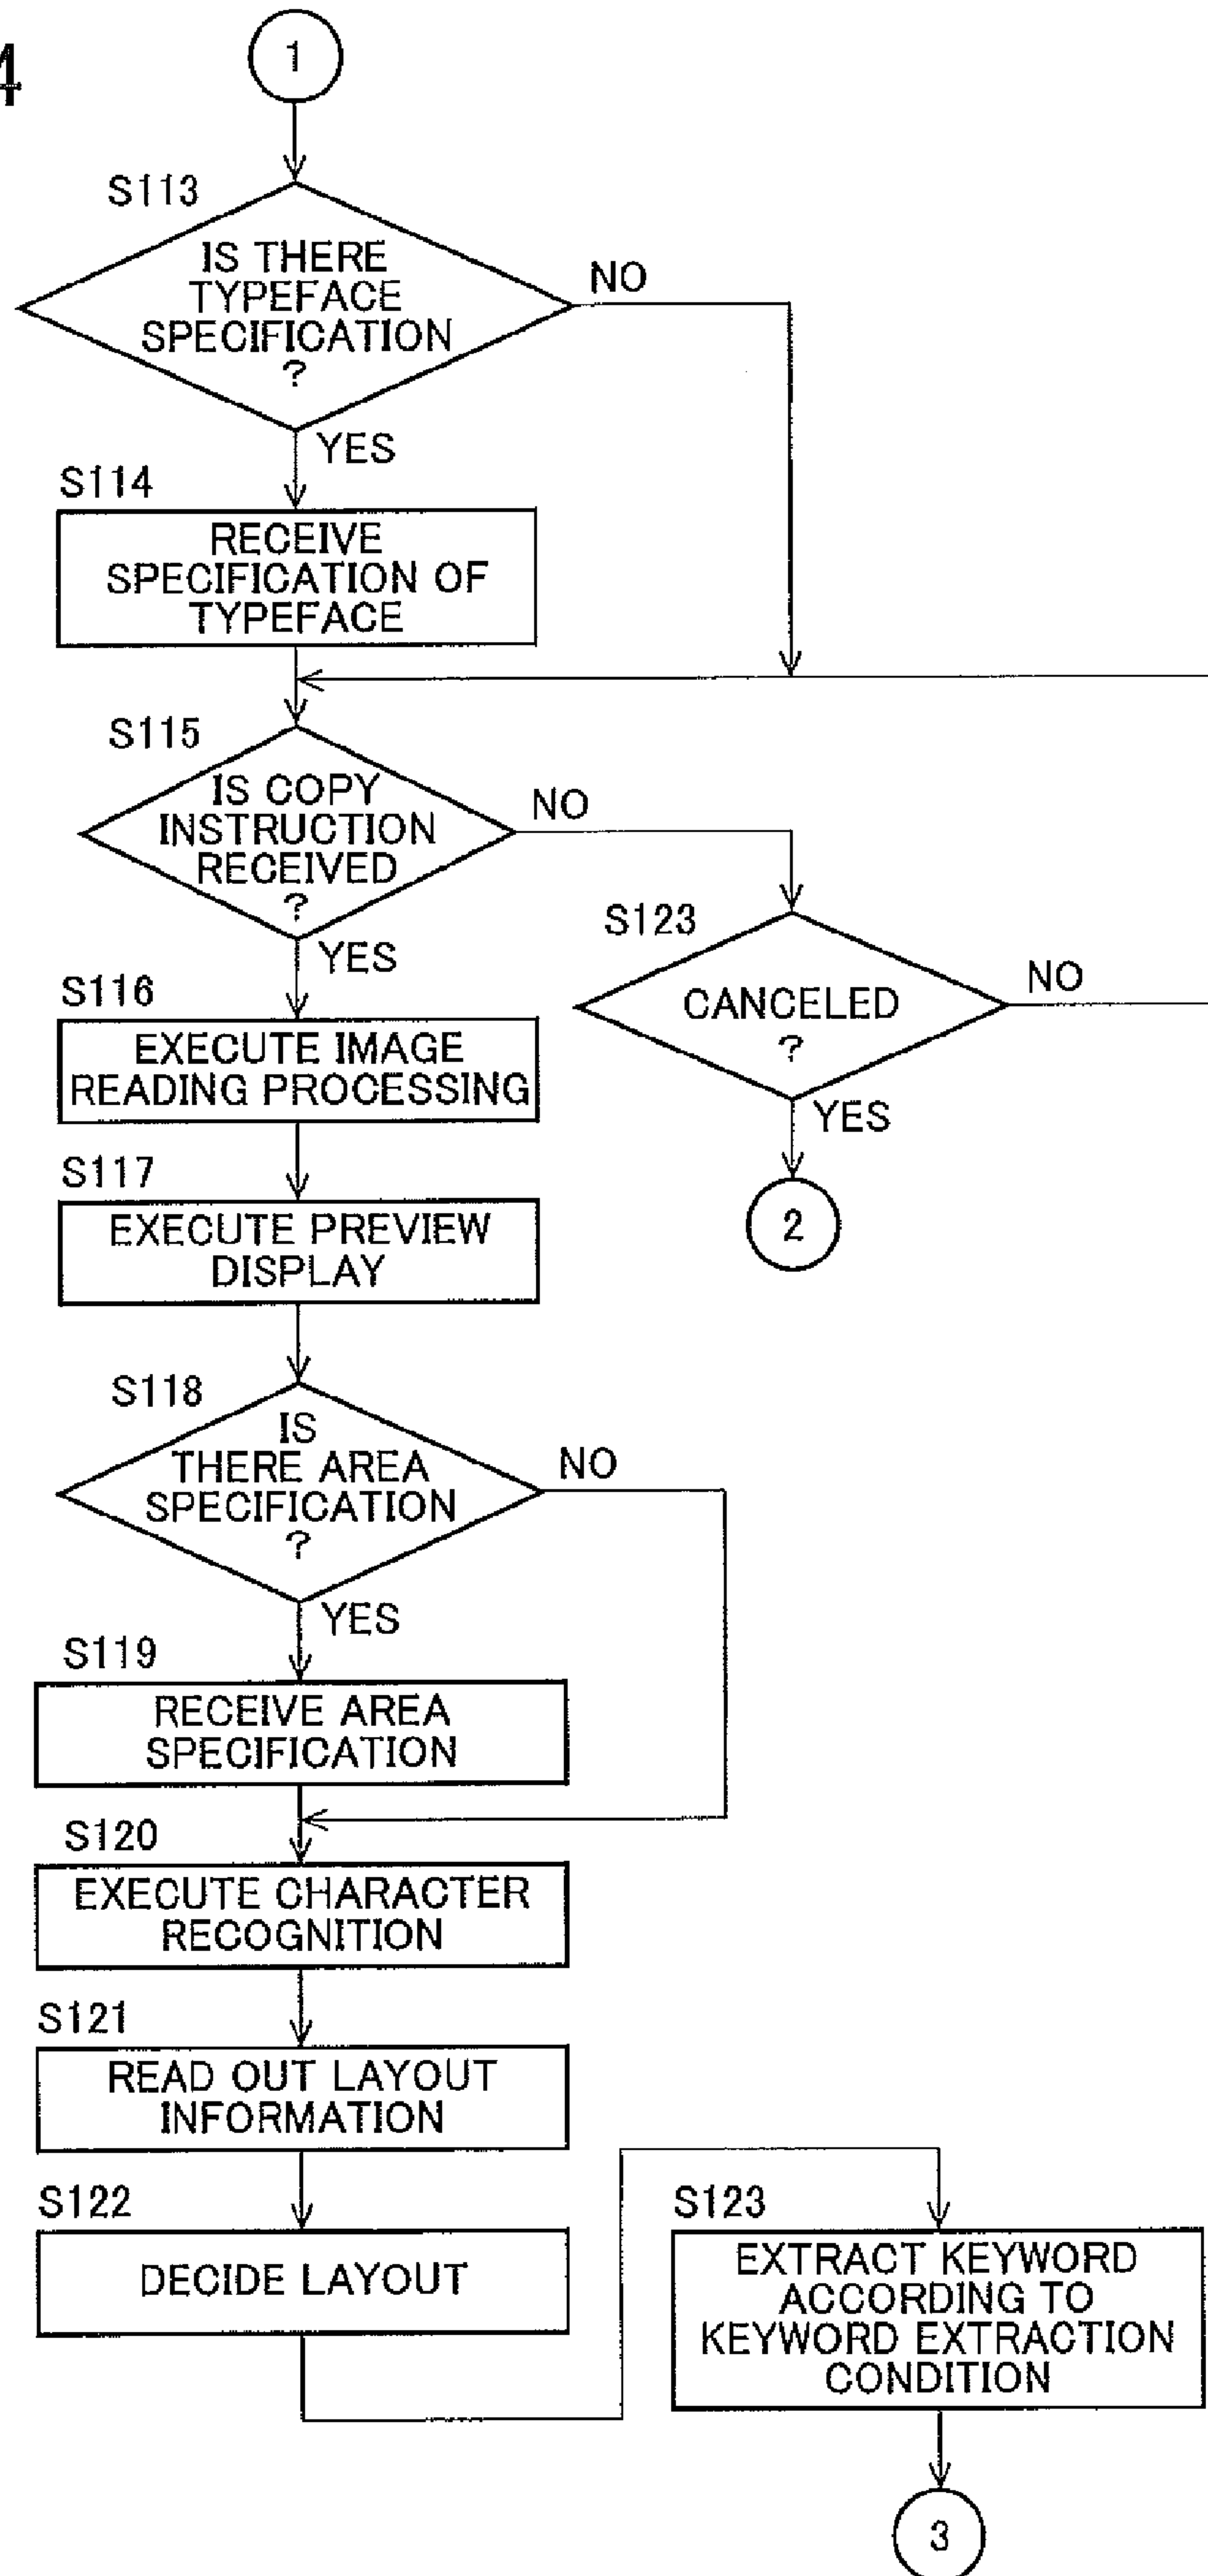 4
1
S113
IS THERE
TYPEFACE
SPECIFICATION
?
NO
YES
S114
RECEIVE
SPECIFICATION OF
TYPEFACE
S115
IS COPY
INSTRUCTION
RECEIVED
?
NO
YES
S123
CANCELED
?
NO
YES
2
S116
EXECUTE IMAGE
READING PROCESSING
S117
EXECUTE PREVIEW
DISPLAY
S118
IS
THERE AREA
SPECIFICATION
?
NO
YES
S119
RECEIVE AREA
SPECIFICATION
S120
EXECUTE CHARACTER
RECOGNITION
S121
READ OUT LAYOUT
INFORMATION
S122
DECIDE LAYOUT
S123
EXTRACT KEYWORD
ACCORDING TO
KEYWORD EXTRACTION
CONDITION
3